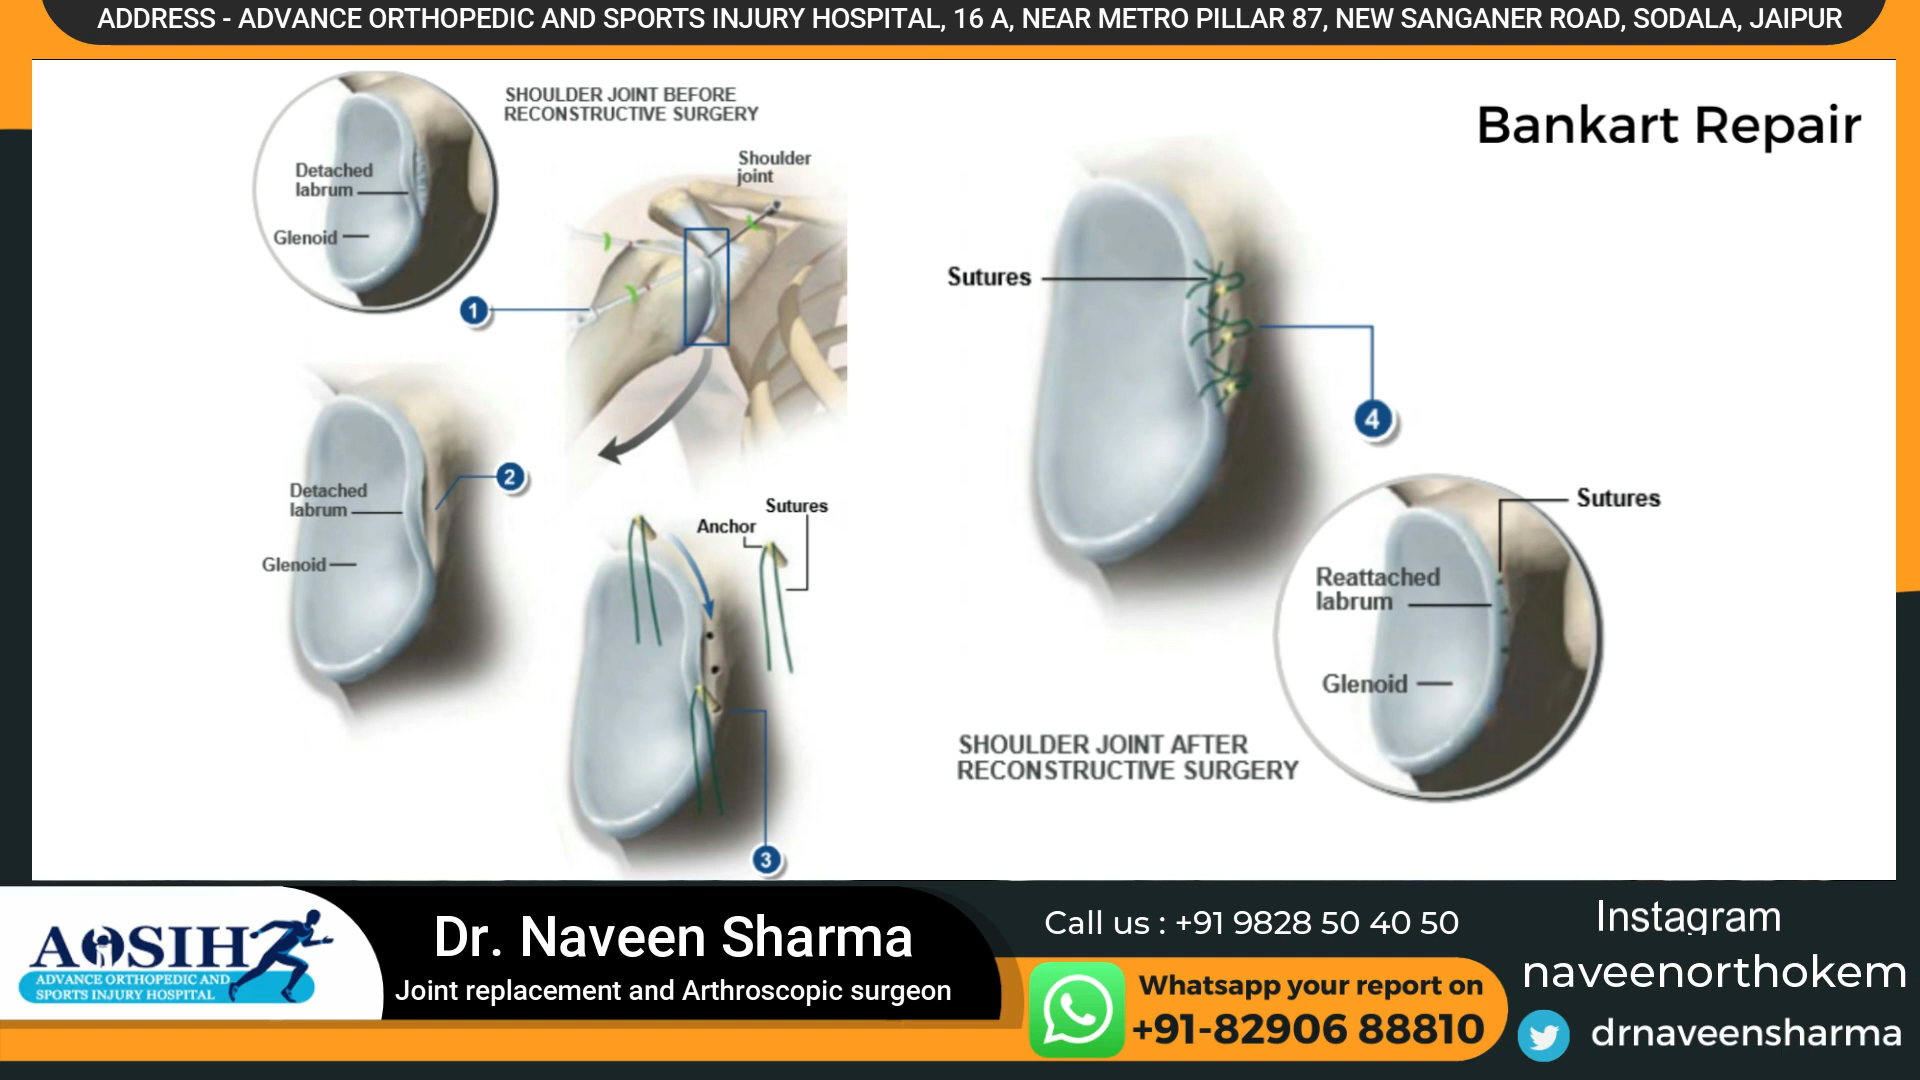 ADDRESS - ADVANCE ORTHOPEDIC AND SPORTS INJURY HOSPITAL, 16 A, NEAR METRO PILLAR 87, NEW SANGANER ROAD, SODALA, JAIPUR
SHOULDER JOINT BEFORE
RECONSTRUCTIVE SURGERY
Bankart Repair
Detached
labrum
Glenoid
Shoulder
joint
1
Detached
labrum
Glenoid
2
Anchor
Sutures
3
Sutures
4
Sutures
Reattached
labrum
Glenoid
SHOULDER JOINT AFTER
RECONSTRUCTIVE SURGERY
AOSIH
ADVANCE ORTHOPEDIC AND
SPORTS INJURY HOSPITAL
Dr. Naveen Sharma
Joint replacement and Arthroscopic surgeon
Call us : +91 9828 50 40 50
Whatsapp your report on
+91-82906 88810
Instagram
naveenorthokem
drnaveensharma